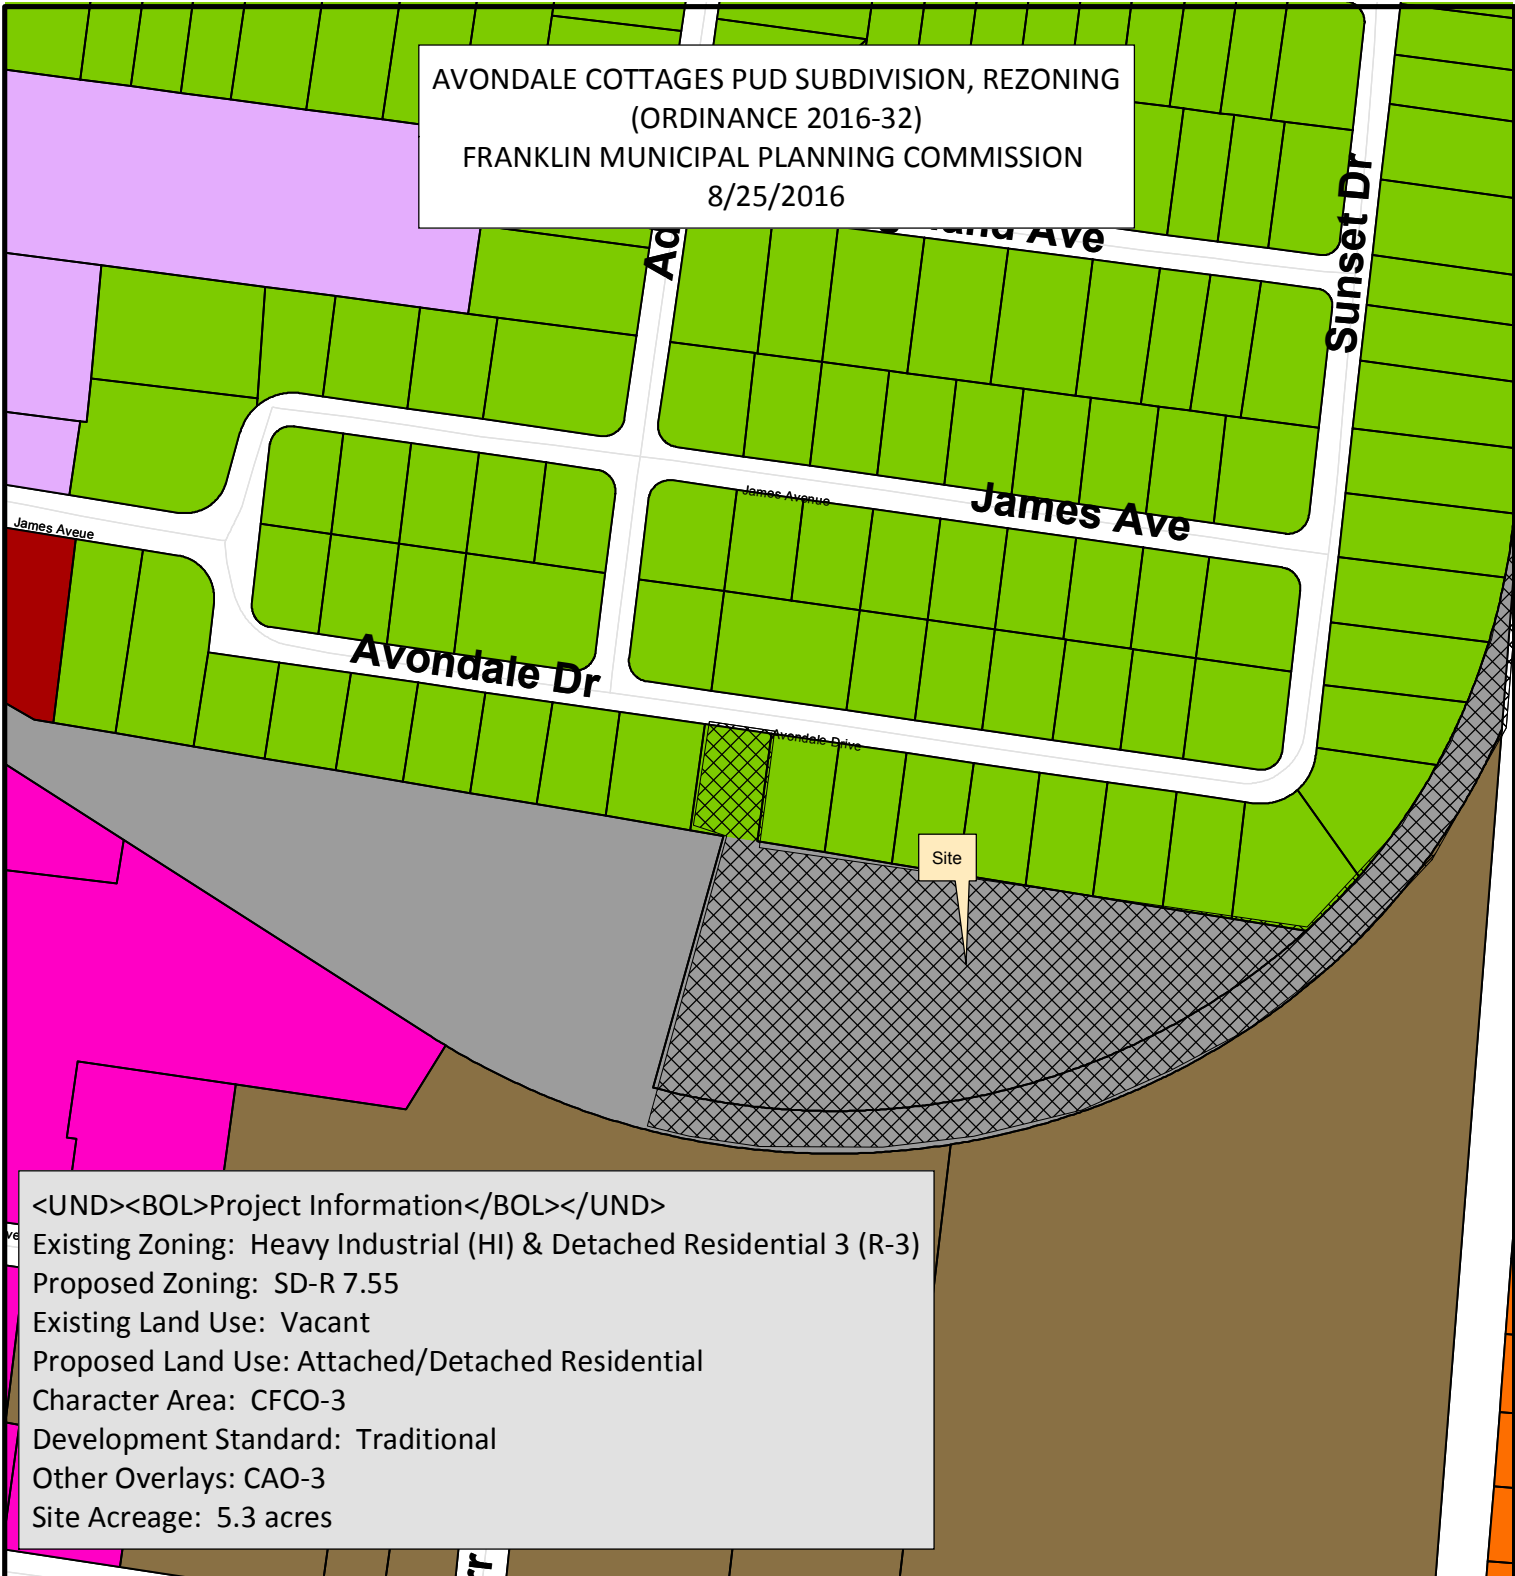 AVONDALE COTTAGES PUD SUBDIVISION, REZONING
(ORDINANCE 2016-32)
FRANKLIN MUNICIPAL PLANNING COMMISSION
8/25/2016
Ave
Sunset Dr
James Avenue
James Ave
James Aveue
Avondale Dr
Avondale Drive
Site
<UND><BOL>Project Information</BOL></UND>
Existing Zoning: Heavy Industrial (HI) & Detached Residential 3 (R-3)
Proposed Zoning: SD-R 7.55
Existing Land Use: Vacant
Proposed Land Use: Attached/Detached Residential
Character Area: CFCO-3
Development Standard: Traditional
Other Overlays: CAO-3
Site Acreage: 5.3 acres